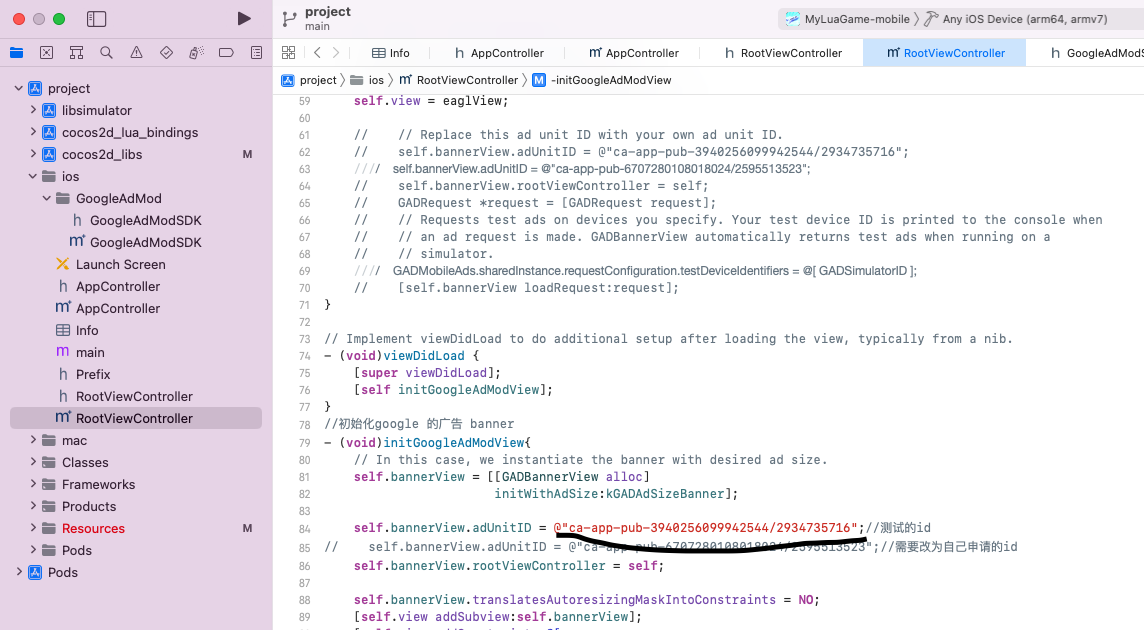 project
main
MyLuaGame-mobile 〉 Any iOS Device (arm64, armv7)
Info
AppController
AppController
RootViewController
RootViewController
project 〉 ios 〉 RootViewController 〉 M -initGoogleAdModView
project
libsimulator
cocos2d_lua_bindings
cocos2d_libs M
ios
GoogleAdMod
h GoogleAdModSDK
m GoogleAdModSDK
Launch Screen
h AppController
m AppController
Info
m main
h Prefix
h RootViewController
m RootViewController
mac
Classes
Frameworks
Products
Resources M
Pods
Pods
59 self.view = eaglView;
60
61 // // Replace this ad unit ID with your own ad unit ID.
62 // self.bannerView.adUnitID = @"ca-app-pub-3940256099942544/2934735716";
63 //// self.bannerView.adUnitID = @"ca-app-pub-6707280108018024/2595513523";
64 // self.bannerView.rootViewController = self;
65 // GADRequest *request = [GADRequest request];
66 // // Requests test ads on devices you specify. Your test device ID is printed to the console when
67 // // an ad request is made. GADBannerView automatically returns test ads when running on a
68 // // simulator.
69 //// GADMobileAds.sharedInstance.requestConfiguration.testDeviceIdentifiers = @[ GADSimulatorID ];
70 // [self.bannerView loadRequest:request];
71 }
72
73 // Implement viewDidLoad to do additional setup after loading the view, typically from a nib.
74 - (void)viewDidLoad {
75 [super viewDidLoad];
76 [self initGoogleAdModView];
77 }
78 //初始化google 的广告 banner
79 - (void)initGoogleAdModView{
80 // In this case, we instantiate the banner with desired ad size.
81 self.bannerView = [[GADBannerView alloc]
82 initWithAdSize:kGADAdSizeBanner];
83
84 self.bannerView.adUnitID = @"ca-app-pub-3940256099942544/2934735716";//测试的id
85 // self.bannerView.adUnitID = @"ca-app-pub-6707280108018024/2595513523";//需要改为自己申请的id
86 self.bannerView.rootViewController = self;
87
88 self.bannerView.translatesAutoresizingMaskIntoConstraints = NO;
89 [self.view addSubview:self.bannerView];